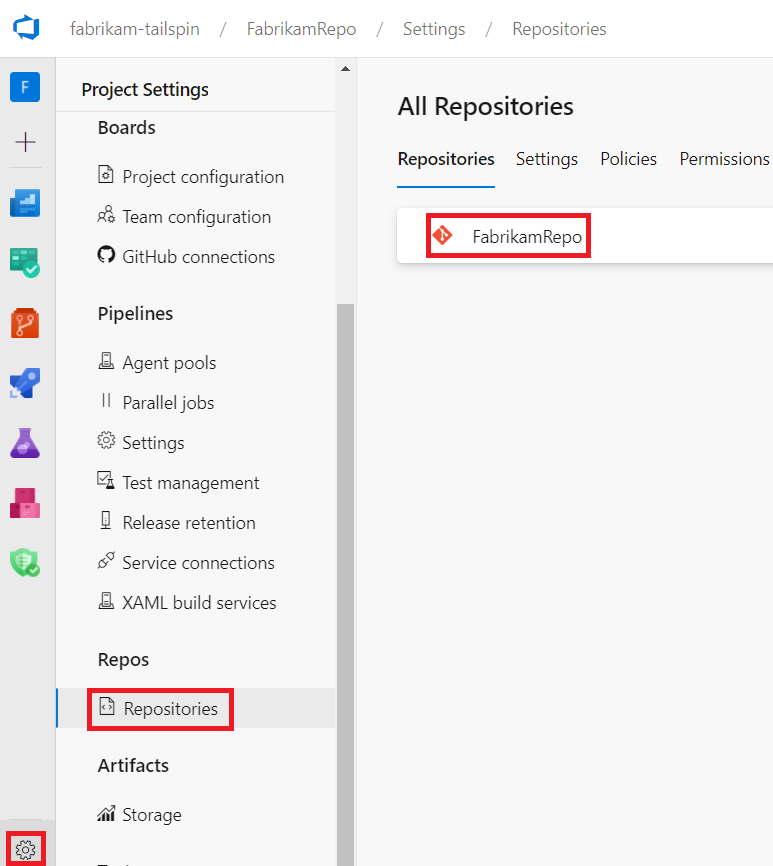 fabrikam-tailspin / FabrikamRepo / Settings / Repositories
F
Project Settings
Boards
Project configuration
Team configuration
GitHub connections
Pipelines
Agent pools
Parallel jobs
Settings
Test management
Release retention
Service connections
XAML build services
Repos
Repositories
Artifacts
Storage
All Repositories
Repositories Settings Policies Permissions
FabrikamRepo